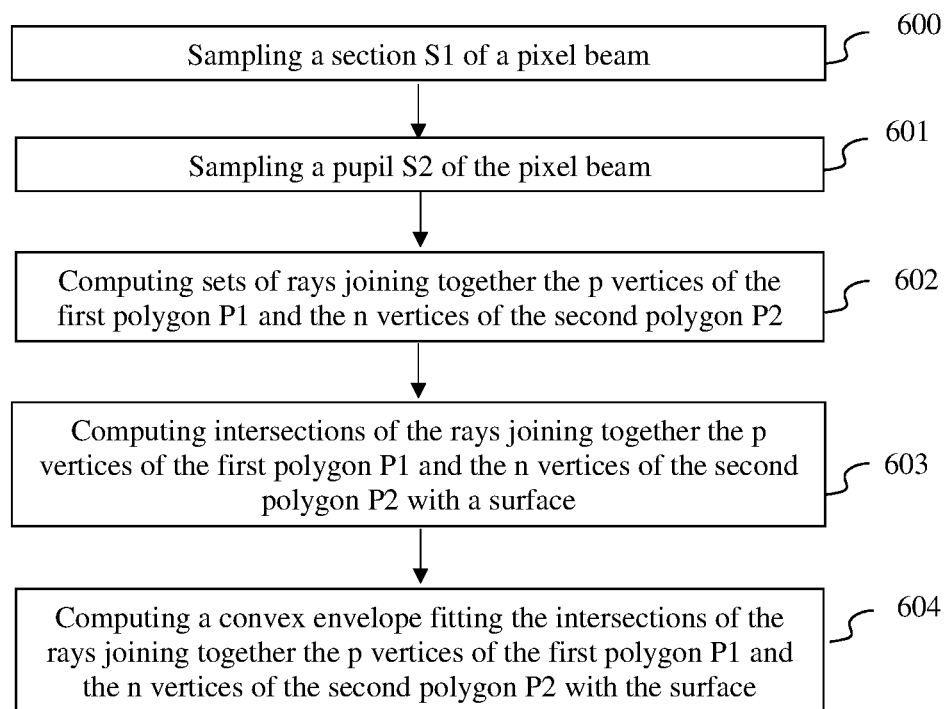 600
Sampling a section S1 of a pixel beam
601
Sampling a pupil S2 of the pixel beam
602
Computing sets of rays joining together the p vertices of the
first polygon P1 and the n vertices of the second polygon P2
603
Computing intersections of the rays joining together the p
vertices of the first polygon P1 and the n vertices of the second
polygon P2 with a surface
604
Computing a convex envelope fitting the intersections of the
rays joining together the p vertices of the first polygon P1 and
the n vertices of the second polygon P2 with the surface